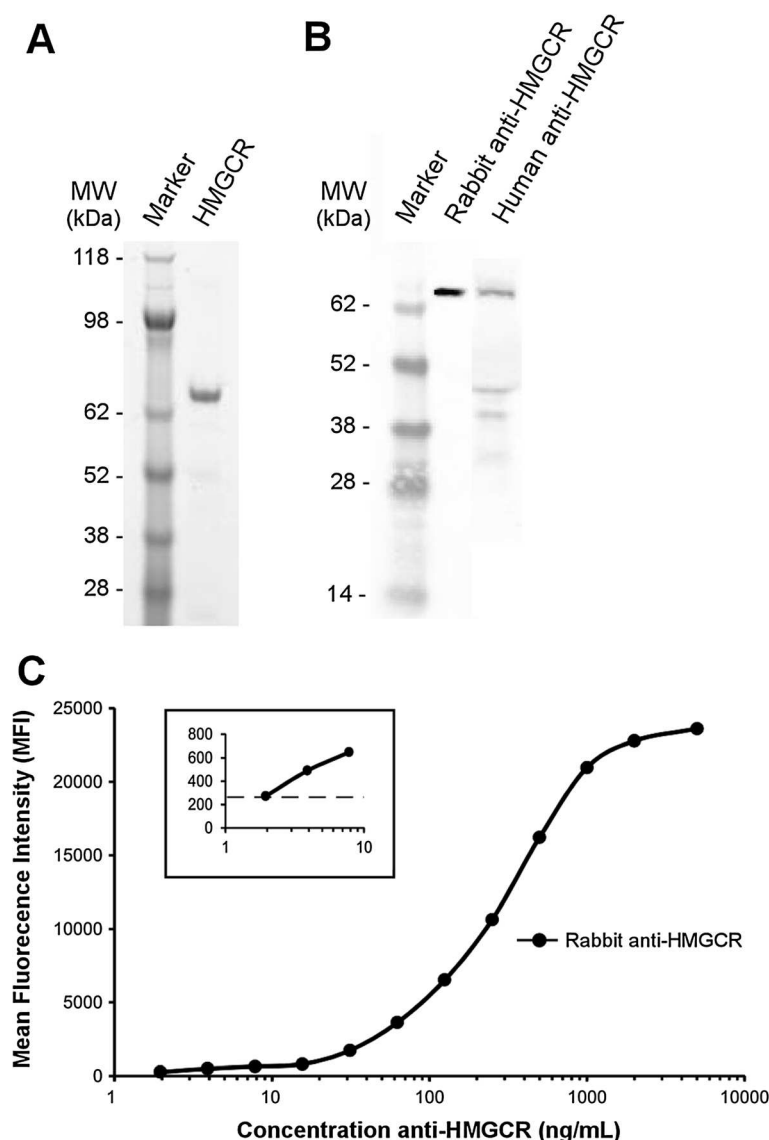 A
MW
(kDa)
Marker
HMGCR
118 -
98 -
62 -
52 -
38 -
28 -
B
MW
(kDa)
Marker
Rabbit anti-HMGCR
Human anti-HMGCR
62 -
52 -
38 -
28 -
14 -
C
Mean Fluorecence Intensity (MFI)
25000
20000
15000
10000
5000
0
800
600
400
200
0
1 10
Rabbit anti-HMGCR
1 10 100 1000 10000
Concentration anti-HMGCR (ng/mL)